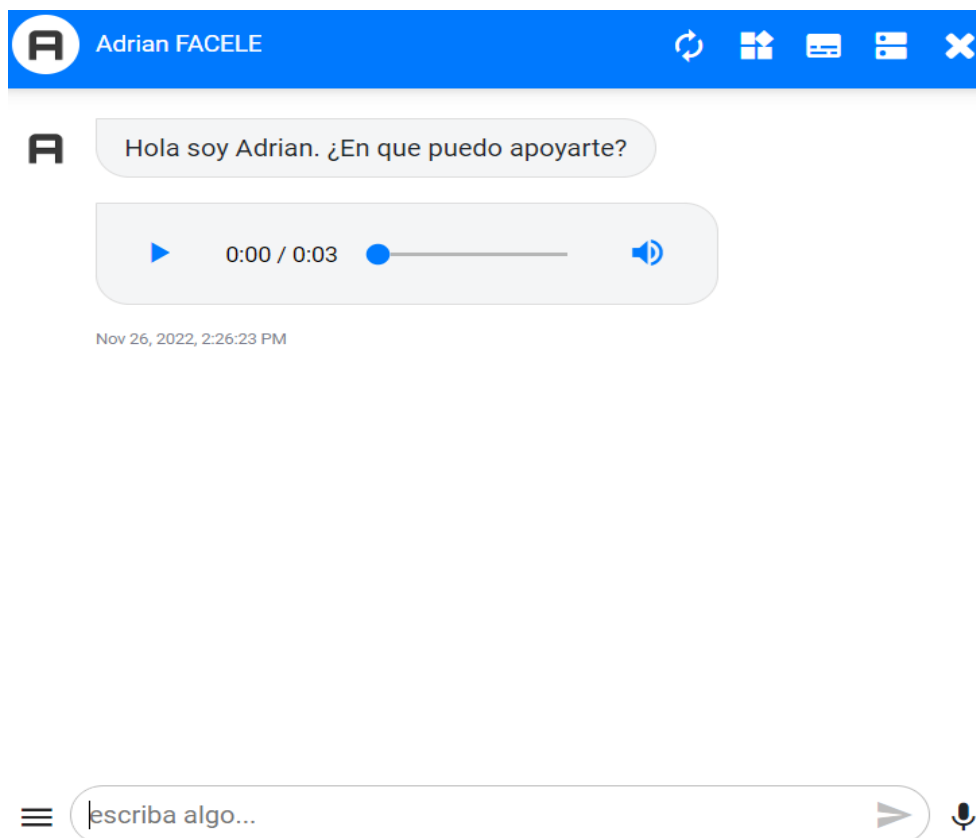 Adrian FACELE
Hola soy Adrian. ¿En que puedo apoyarte?
0:00 / 0:03
Nov 26, 2022, 2:26:23 PM
escriba algo...